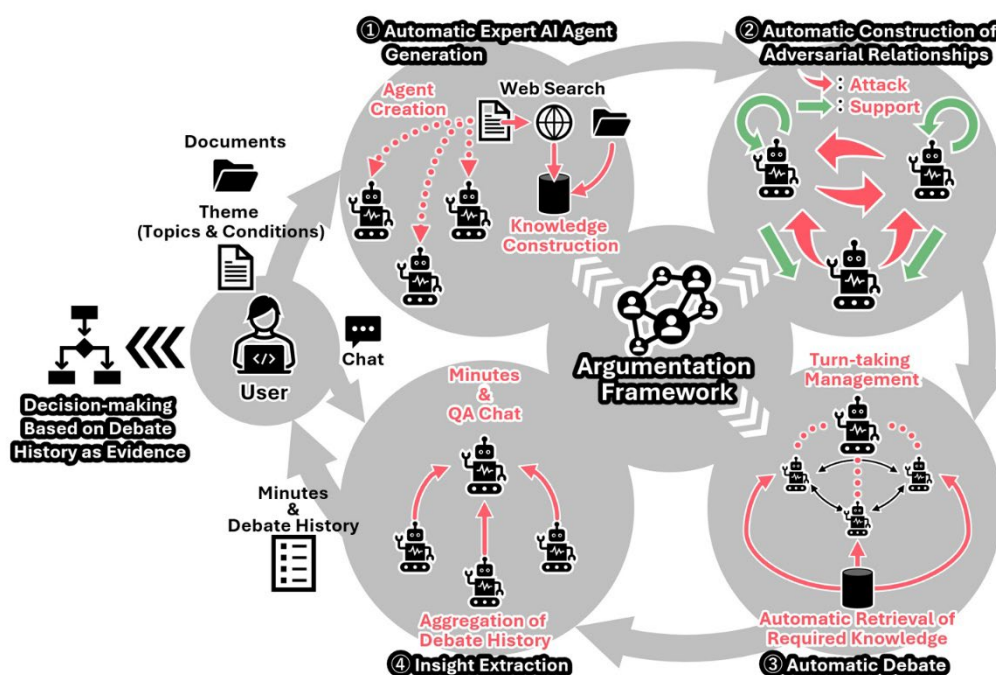 ① Automatic Expert AI Agent
Generation
Agent
Creation
Web Search
Knowledge
Construction
② Automatic Construction of
Adversarial Relationships
: Attack
: Support
Documents
Theme
(Topics & Conditions)
</>
User
Chat
Decision-making
Based on Debate
History as Evidence
Minutes
&
Debate History
Argumentation
Framework
Turn-taking
Management
Automatic Retrieval of
Required Knowledge
③ Automatic Debate
Minutes
&
QA Chat
Aggregation of
Debate History
④ Insight Extraction